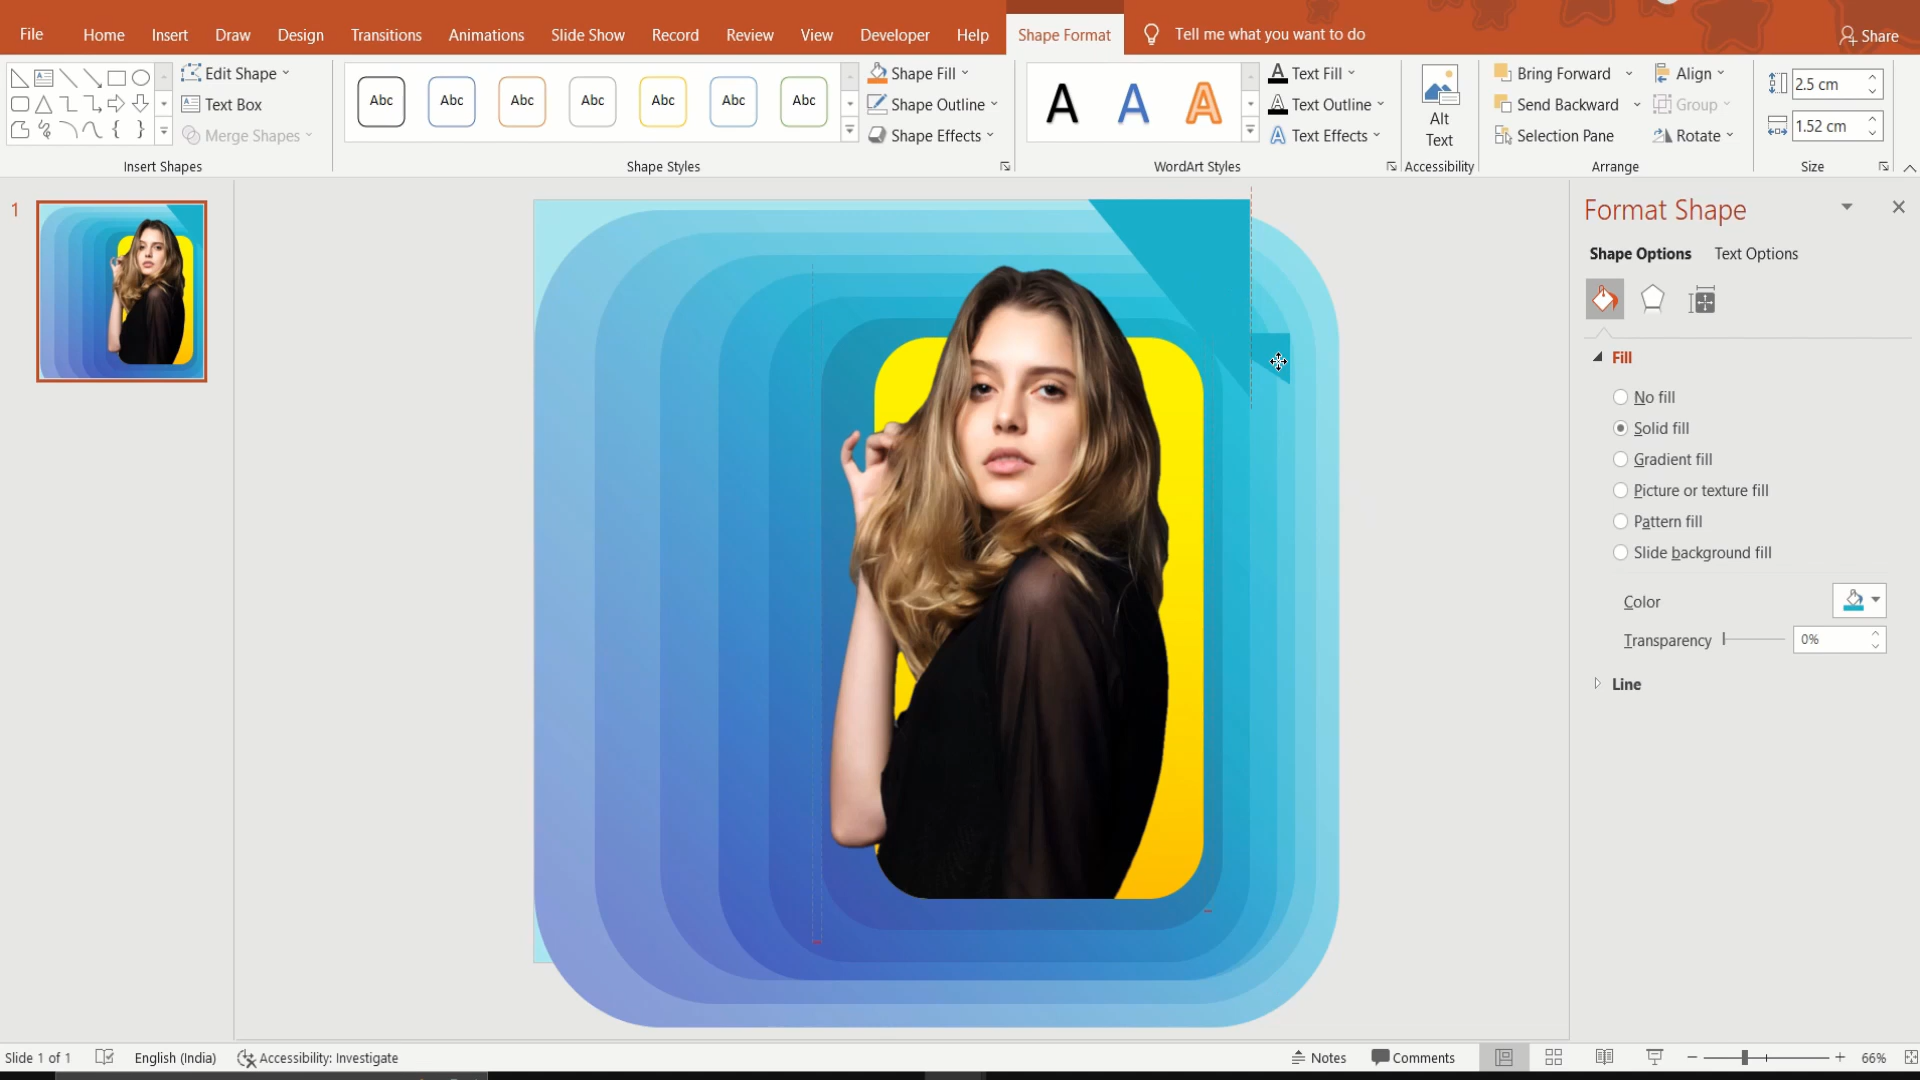 File Home Insert Draw Design Transitions Animations Slide Show Record Review View Developer Help Shape Format Tell me what you want to do Share
Edit Shape
Text Box
Merge Shapes
Insert Shapes
Abc Abc Abc Abc Abc Abc Abc
Shape Fill
Shape Outline
Shape Effects
Shape Styles
A A A
Text Fill
Text Outline
Text Effects
WordArt Styles
Alt
Text
Accessibility
Bring Forward
Send Backward
Selection Pane
Align
Group
Rotate
Arrange
2.5 cm
1.52 cm
Size
1
Format Shape
Shape Options Text Options
Fill
No fill
Solid fill
Gradient fill
Picture or texture fill
Pattern fill
Slide background fill
Color
Transparency 0%
Line
Slide 1 of 1 English (India) Accessibility: Investigate Notes Comments 66%